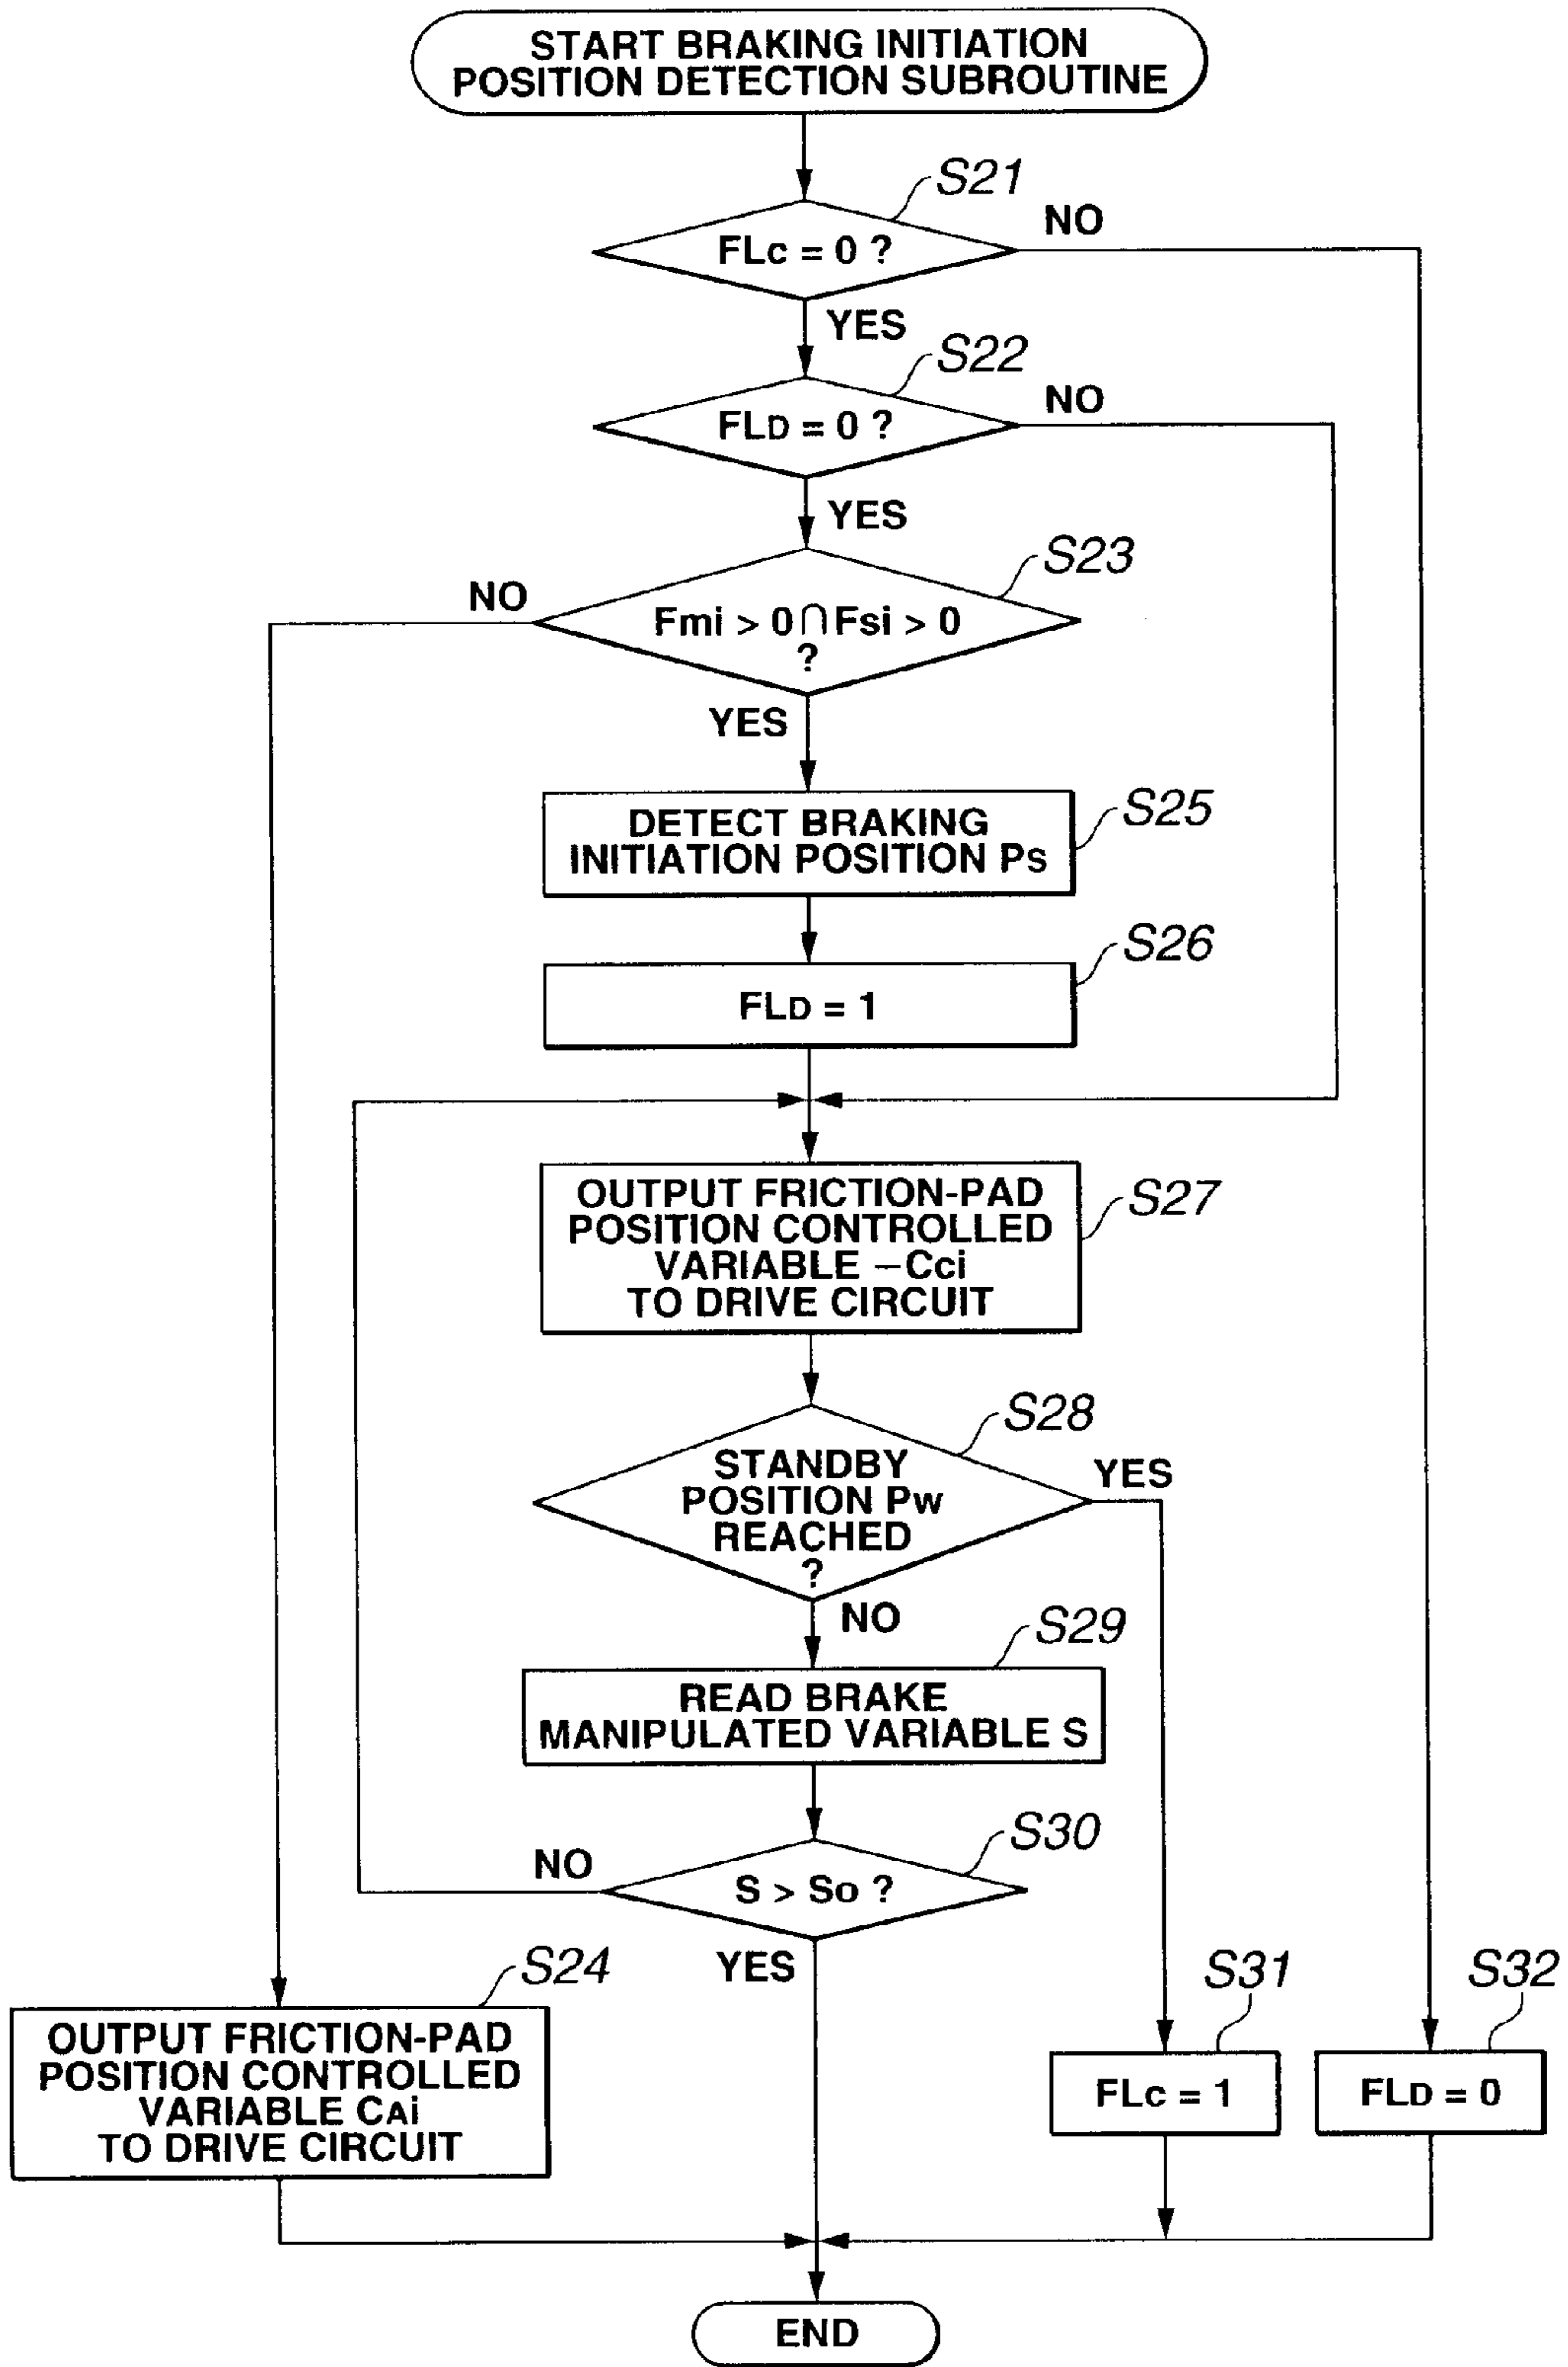 START BRAKING INITIATION
POSITION DETECTION SUBROUTINE
S21
FLC = 0 ?
NO
YES
S22
FLD = 0 ?
NO
YES
S23
NO
Fmi > 0∩Fsi > 0
?
YES
S25
DETECT BRAKING
INITIATION POSITION PS
S26
FLD = 1
S27
OUTPUT FRICTION-PAD
POSITION CONTROLLED
VARIABLE –Cci
TO DRIVE CIRCUIT
S28
STANDBY
POSITION PW
REACHED
?
YES
NO
S29
READ BRAKE
MANIPULATED VARIABLE S
S30
NO
S > So ?
YES
S24
OUTPUT FRICTION-PAD
POSITION CONTROLLED
VARIABLE CAi
TO DRIVE CIRCUIT
S31
FLC = 1
S32
FLD = 0
END